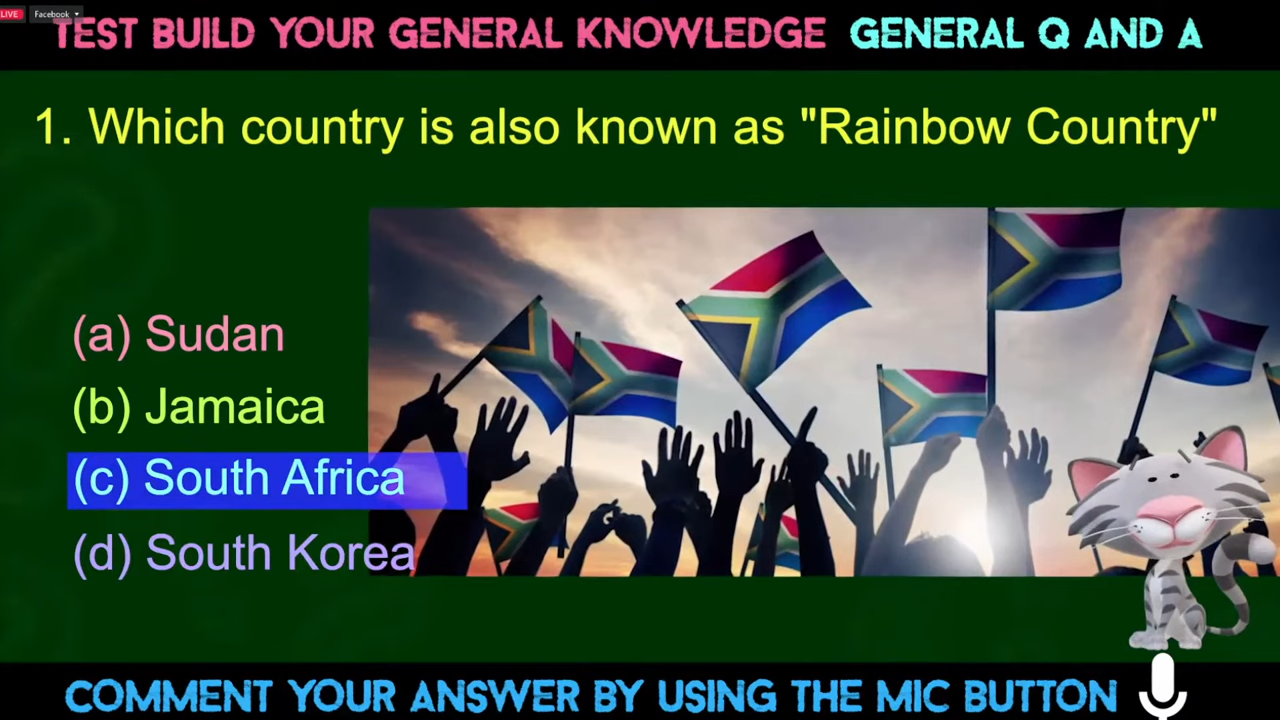 LIVE Facebook
TEST BUILD YOUR GENERAL KNOWLEDGE GENERAL Q AND A
1. Which country is also known as "Rainbow Country"
(a) Sudan
(b) Jamaica
(c) South Africa
(d) South Korea
COMMENT YOUR ANSWER BY USING THE MIC BUTTON